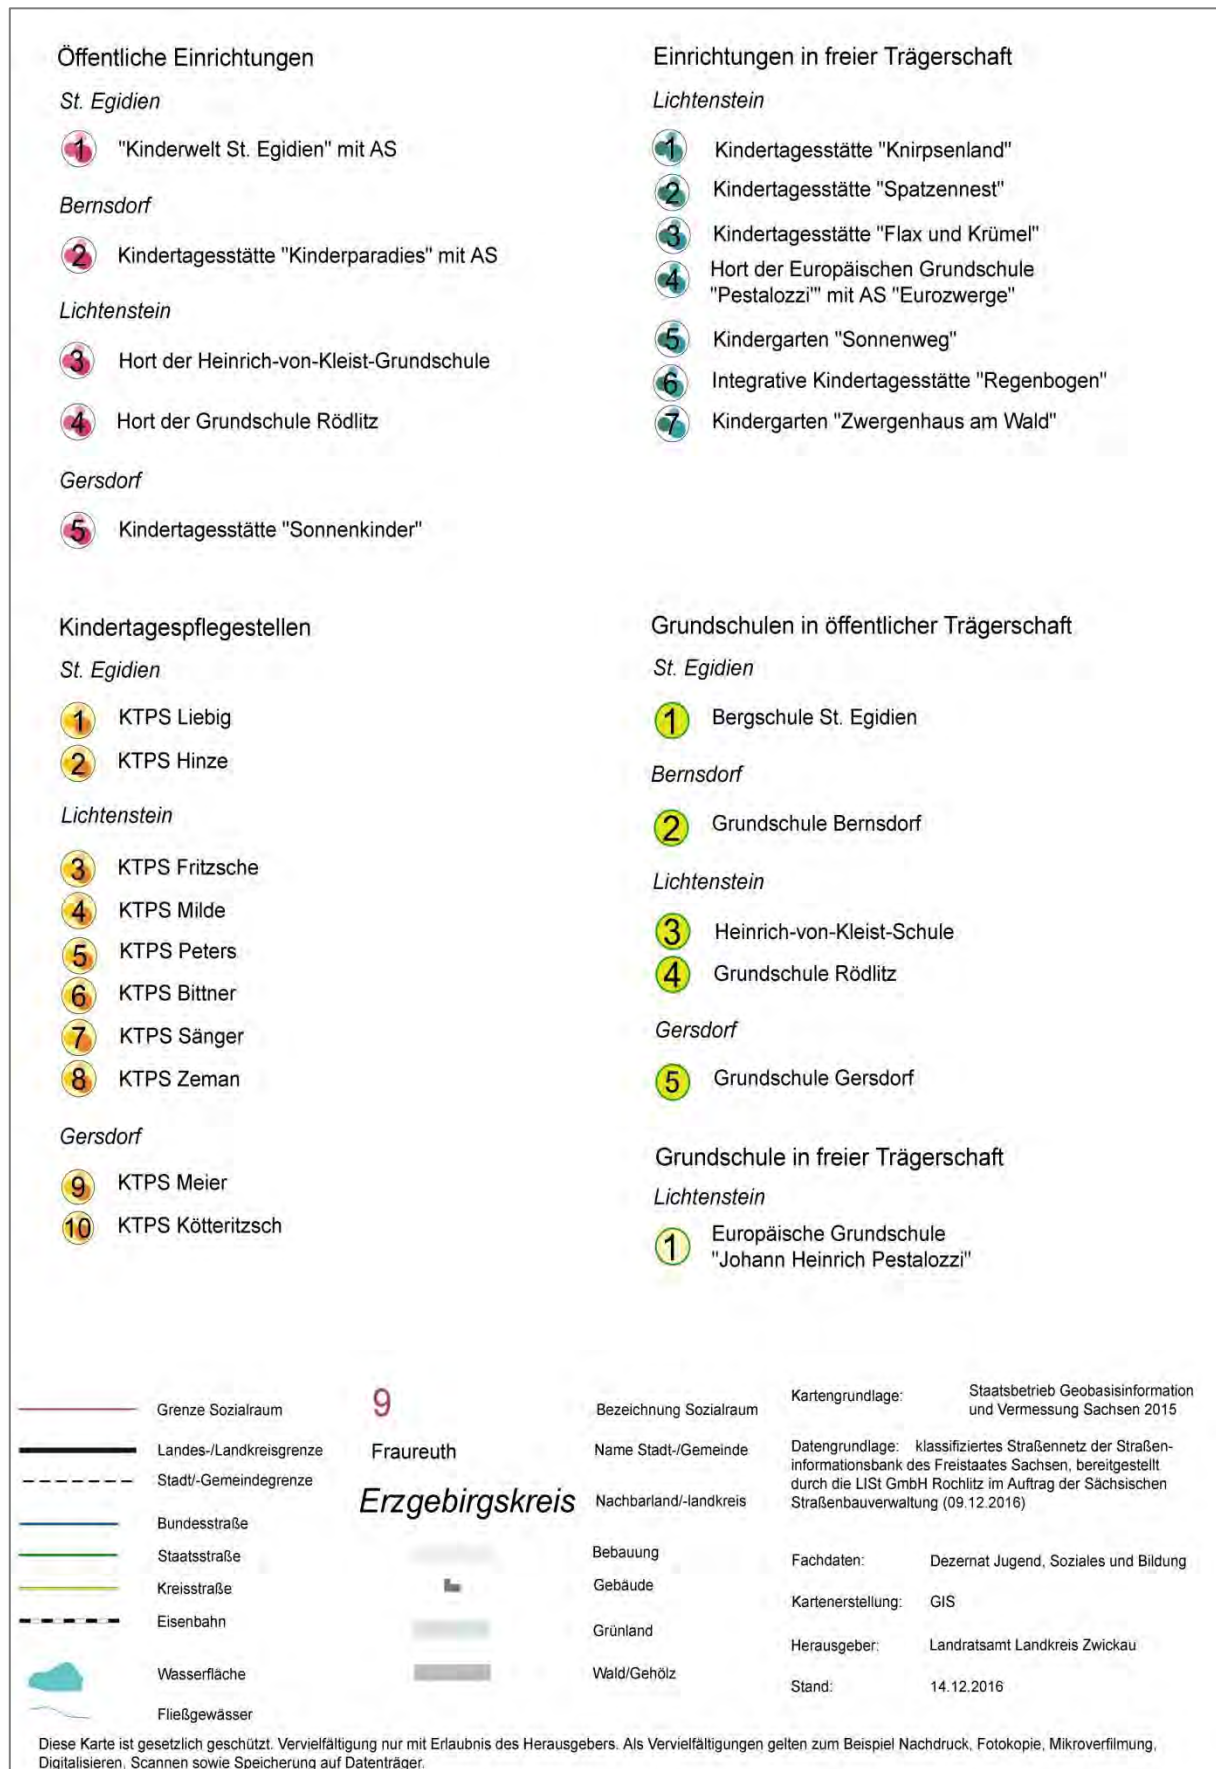 Öffentliche Einrichtungen
St. Egidien
1 "Kinderwelt St. Egidien" mit AS
Bernsdorf
2 Kindertagesstätte "Kinderparadies" mit AS
Lichtenstein
3 Hort der Heinrich-von-Kleist-Grundschule
4 Hort der Grundschule Rödlitz
Gersdorf
5 Kindertagesstätte "Sonnenkinder"
Einrichtungen in freier Trägerschaft
Lichtenstein
1 Kindertagesstätte "Knirpsenland"
2 Kindertagesstätte "Spatzennest"
3 Kindertagesstätte "Flax und Krümel"
4 Hort der Europäischen Grundschule
"Pestalozzi'" mit AS "Eurozwerge"
5 Kindergarten "Sonnenweg"
6 Integrative Kindertagesstätte "Regenbogen"
7 Kindergarten "Zwergenhaus am Wald"
Kindertagespflegestellen
St. Egidien
1 KTPS Liebig
2 KTPS Hinze
Lichtenstein
3 KTPS Fritzsche
4 KTPS Milde
5 KTPS Peters
6 KTPS Bittner
7 KTPS Sänger
8 KTPS Zeman
Gersdorf
9 KTPS Meier
10 KTPS Kötteritzsch
Grundschulen in öffentlicher Trägerschaft
St. Egidien
1 Bergschule St. Egidien
Bernsdorf
2 Grundschule Bernsdorf
Lichtenstein
3 Heinrich-von-Kleist-Schule
4 Grundschule Rödlitz
Gersdorf
5 Grundschule Gersdorf
Grundschule in freier Trägerschaft
Lichtenstein
1 Europäische Grundschule
"Johann Heinrich Pestalozzi"
Grenze Sozialraum
Landes-/Landkreisgrenze
Stadt/-Gemeindegrenze
Bundesstraße
Staatsstraße
Kreisstraße
Eisenbahn
Wasserfläche
Fließgewässer
9 Bezeichnung Sozialraum
Fraureuth Name Stadt-/Gemeinde
Erzgebirgskreis Nachbarland/-landkreis
Bebauung
Gebäude
Grünland
Wald/Gehölz
Kartengrundlage: Staatsbetrieb Geobasisinformation
und Vermessung Sachsen 2015
Datengrundlage: klassifiziertes Straßennetz der Straßen-
informationsbank des Freistaates Sachsen, bereitgestellt
durch die LISt GmbH Rochlitz im Auftrag der Sächsischen
Straßenbauverwaltung (09.12.2016)
Fachdaten: Dezernat Jugend, Soziales und Bildung
Kartenerstellung: GIS
Herausgeber: Landratsamt Landkreis Zwickau
Stand: 14.12.2016
Diese Karte ist gesetzlich geschützt. Vervielfältigung nur mit Erlaubnis des Herausgebers. Als Vervielfältigungen gelten zum Beispiel Nachdruck, Fotokopie, Mikroverfilmung,
Digitalisieren, Scannen sowie Speicherung auf Datenträger.